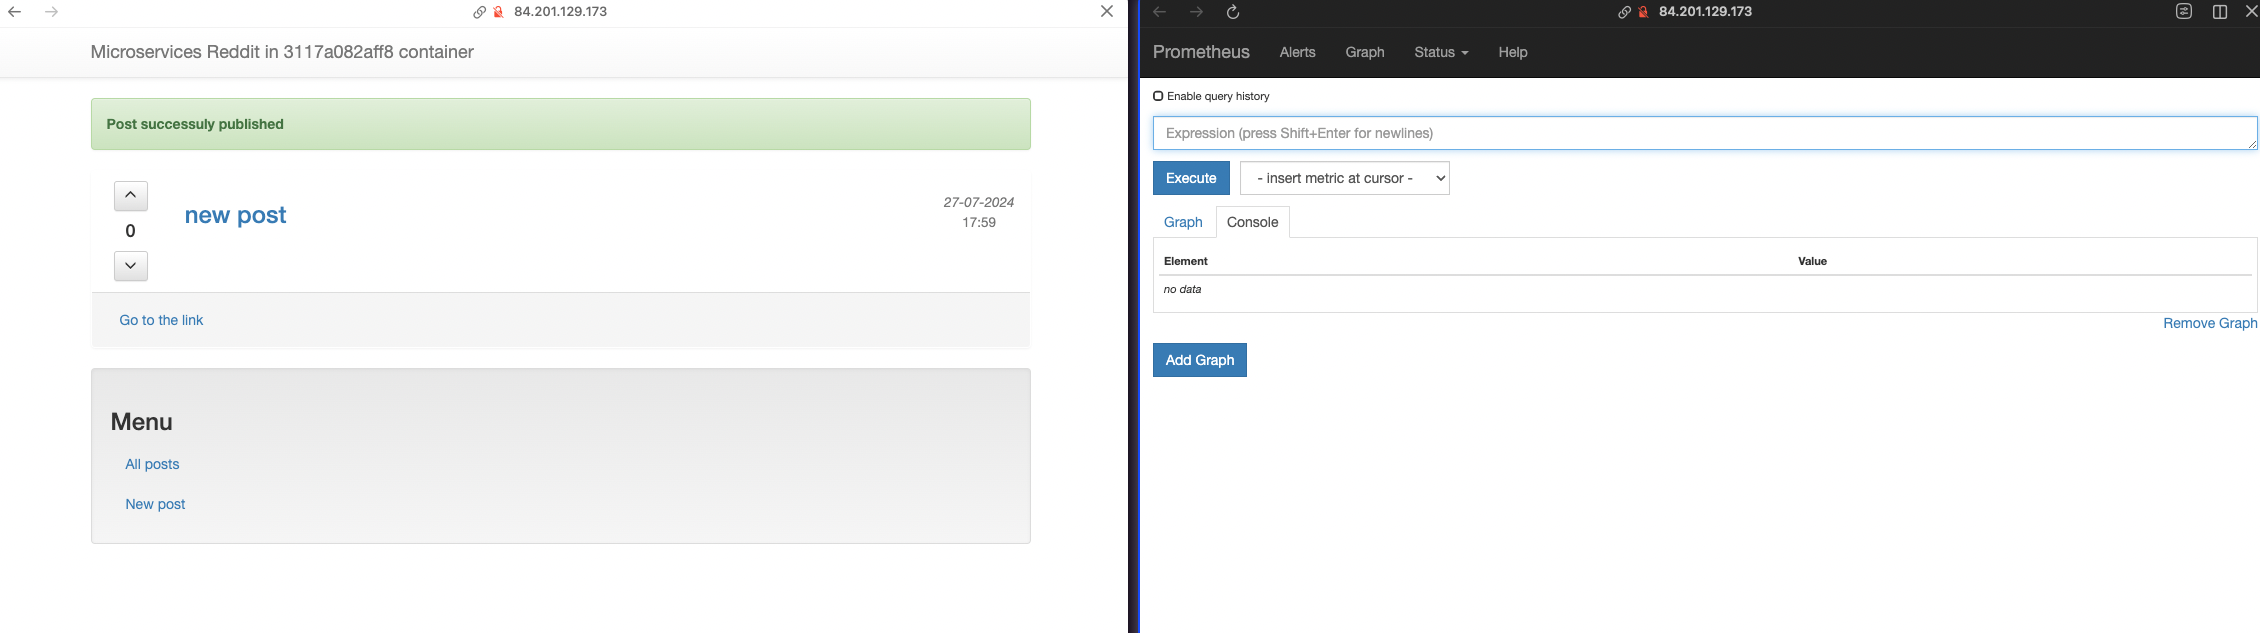 84.201.129.173
Microservices Reddit in 3117a082aff8 container
Post successuly published
0
new post
27-07-2024
17:59
Go to the link
Menu
All posts
New post
84.201.129.173
Prometheus Alerts Graph Status Help
Enable query history
Expression (press Shift+Enter for newlines)
Execute - insert metric at cursor -
Graph Console
Element Value
no data
Remove Graph
Add Graph